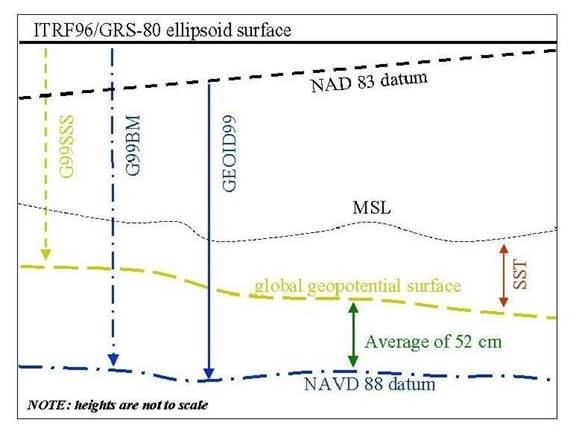 ITRF96/GRS-80 ellipsoid surface
NAD 83 datum
G99SSS
G99BM
GEOID99
MSL
SST
global geopotential surface
Average of 52 cm
NAVD 88 datum
NOTE : heights are not to scale